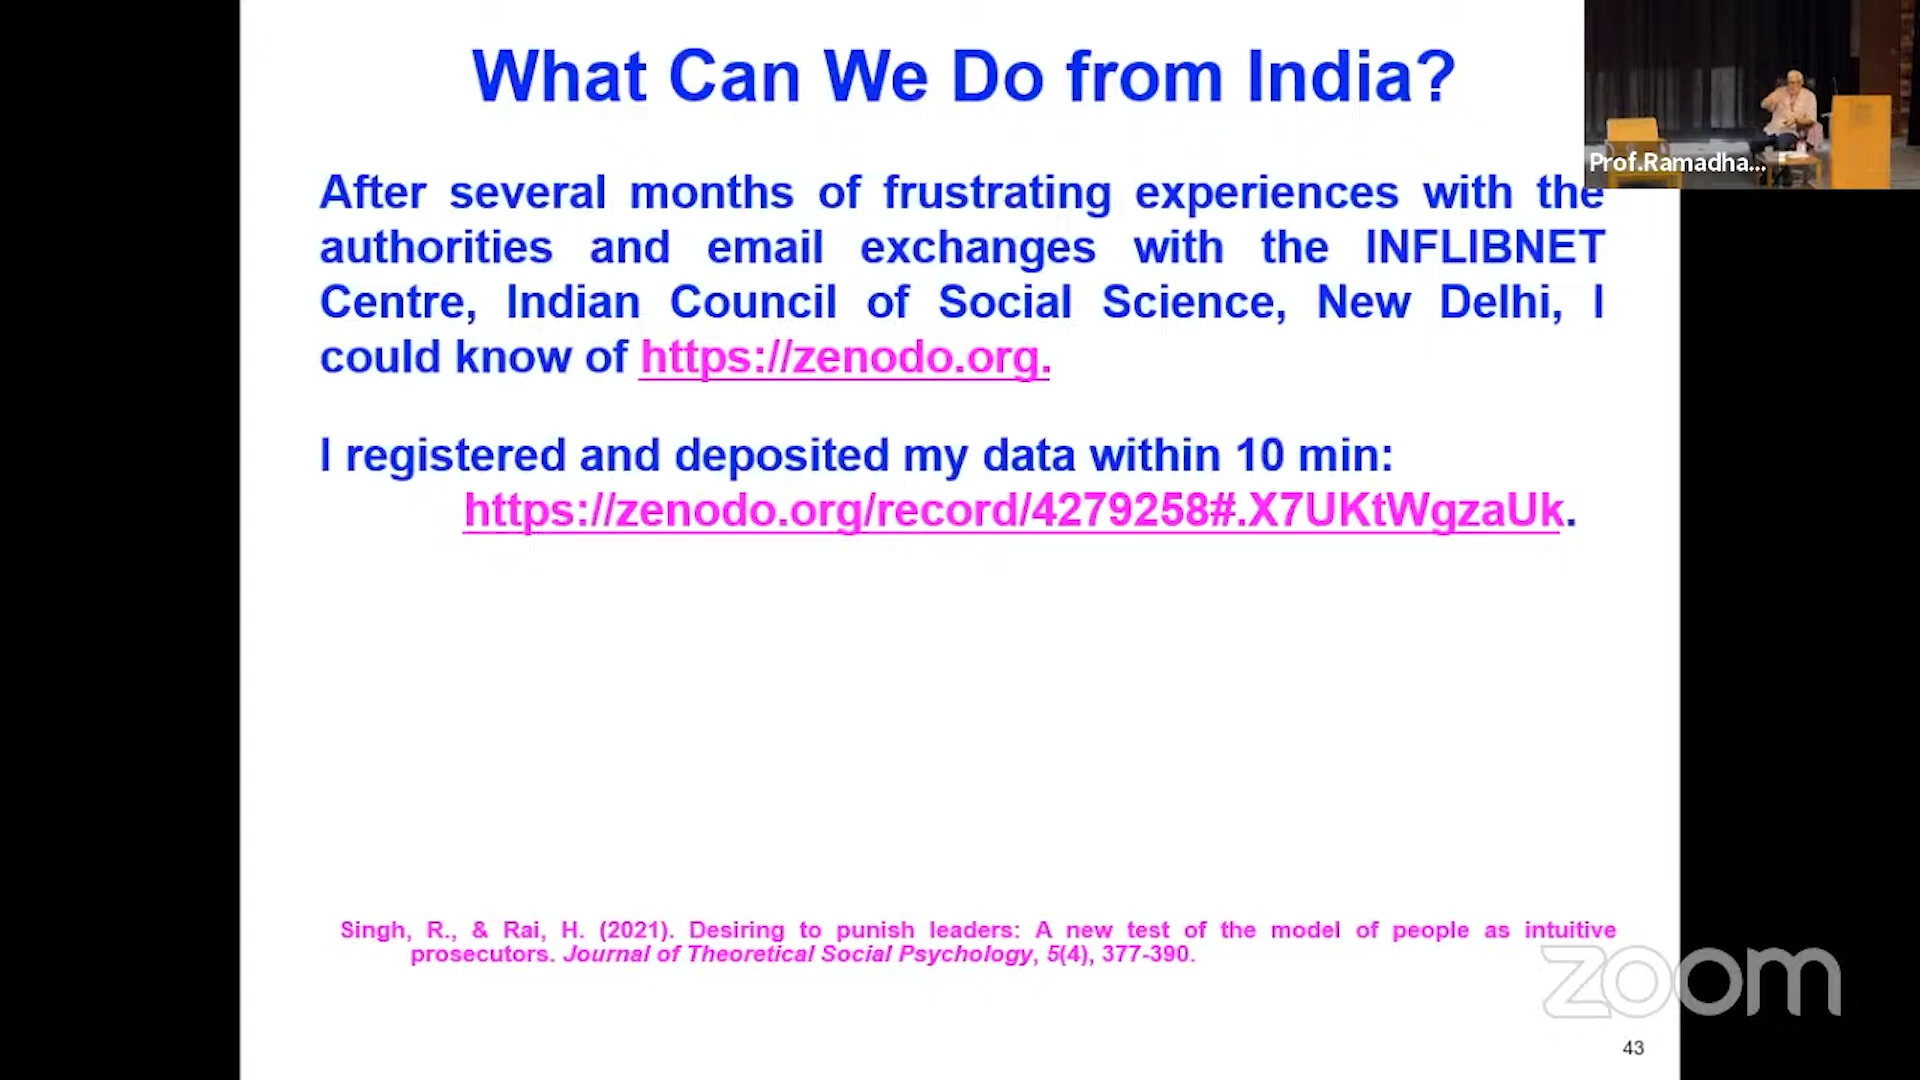 What Can We Do from India?
Prof.Ramadha...
After several months of frustrating experiences with the
authorities and email exchanges with the INFLIBNET
Centre, Indian Council of Social Science, New Delhi, I
could know of https://zenodo.org.
I registered and deposited my data within 10 min:
https://zenodo.org/record/4279258#.X7UKtWgzaUk.
Singh, R., & Rai, H. (2021). Desiring to punish leaders: A new test of the model of people as intuitive
prosecutors. Journal of Theoretical Social Psychology, 5(4), 377-390.
zoom
43